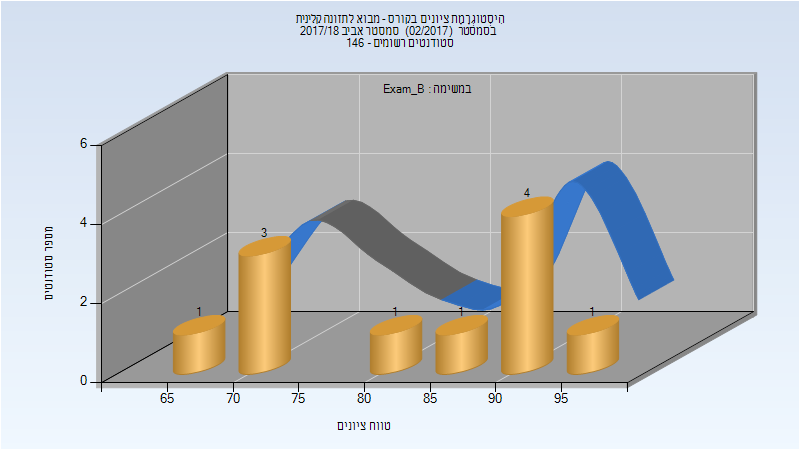 היסטוגרמת ציונים בקורס - מבוא לתזונה קלינית
בסמסטר (02/2017) סמסטר אביב 2017/18
סטודנטים רשומים - 146
במשימה : Exam_B
מספר סטודנטים
6
4
2
0
1
3
1
1
4
1
65
70
80
75
85
90
95
טווח ציונים